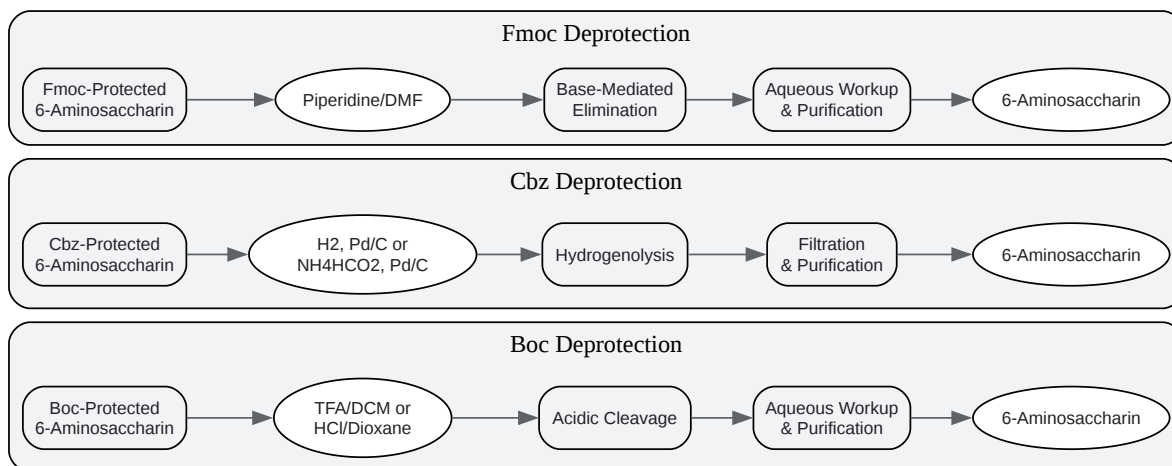 Fmoc Deprotection
Fmoc-Protected
6-Aminosaccharin
Piperidine/DMF
Base-Mediated
Elimination
Aqueous Workup
& Purification
6-Aminosaccharin
Cbz Deprotection
Cbz-Protected
6-Aminosaccharin
H2, Pd/C or
NH4HCO2, Pd/C
Hydrogenolysis
Filtration
& Purification
6-Aminosaccharin
Boc Deprotection
Boc-Protected
6-Aminosaccharin
TFA/DCM or
HCl/Dioxane
Acidic Cleavage
Aqueous Workup
& Purification
6-Aminosaccharin